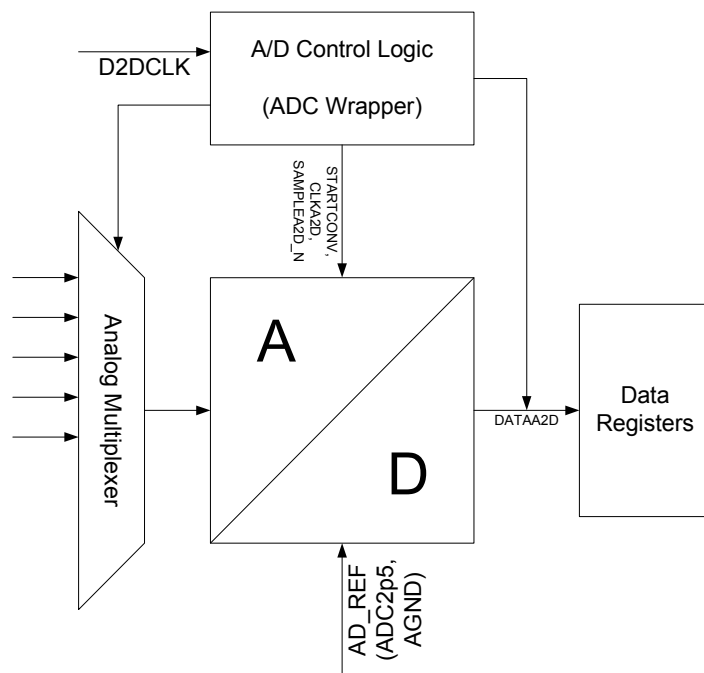 A/D Control Logic
(ADC Wrapper)
D2DCLK
STARTCONV,
CLKA2D,
SAMPLEA2D_N
Analog Multiplexer
A
D
DATAA2D
Data
Registers
AD_REF
(ADC2p5,
AGND)